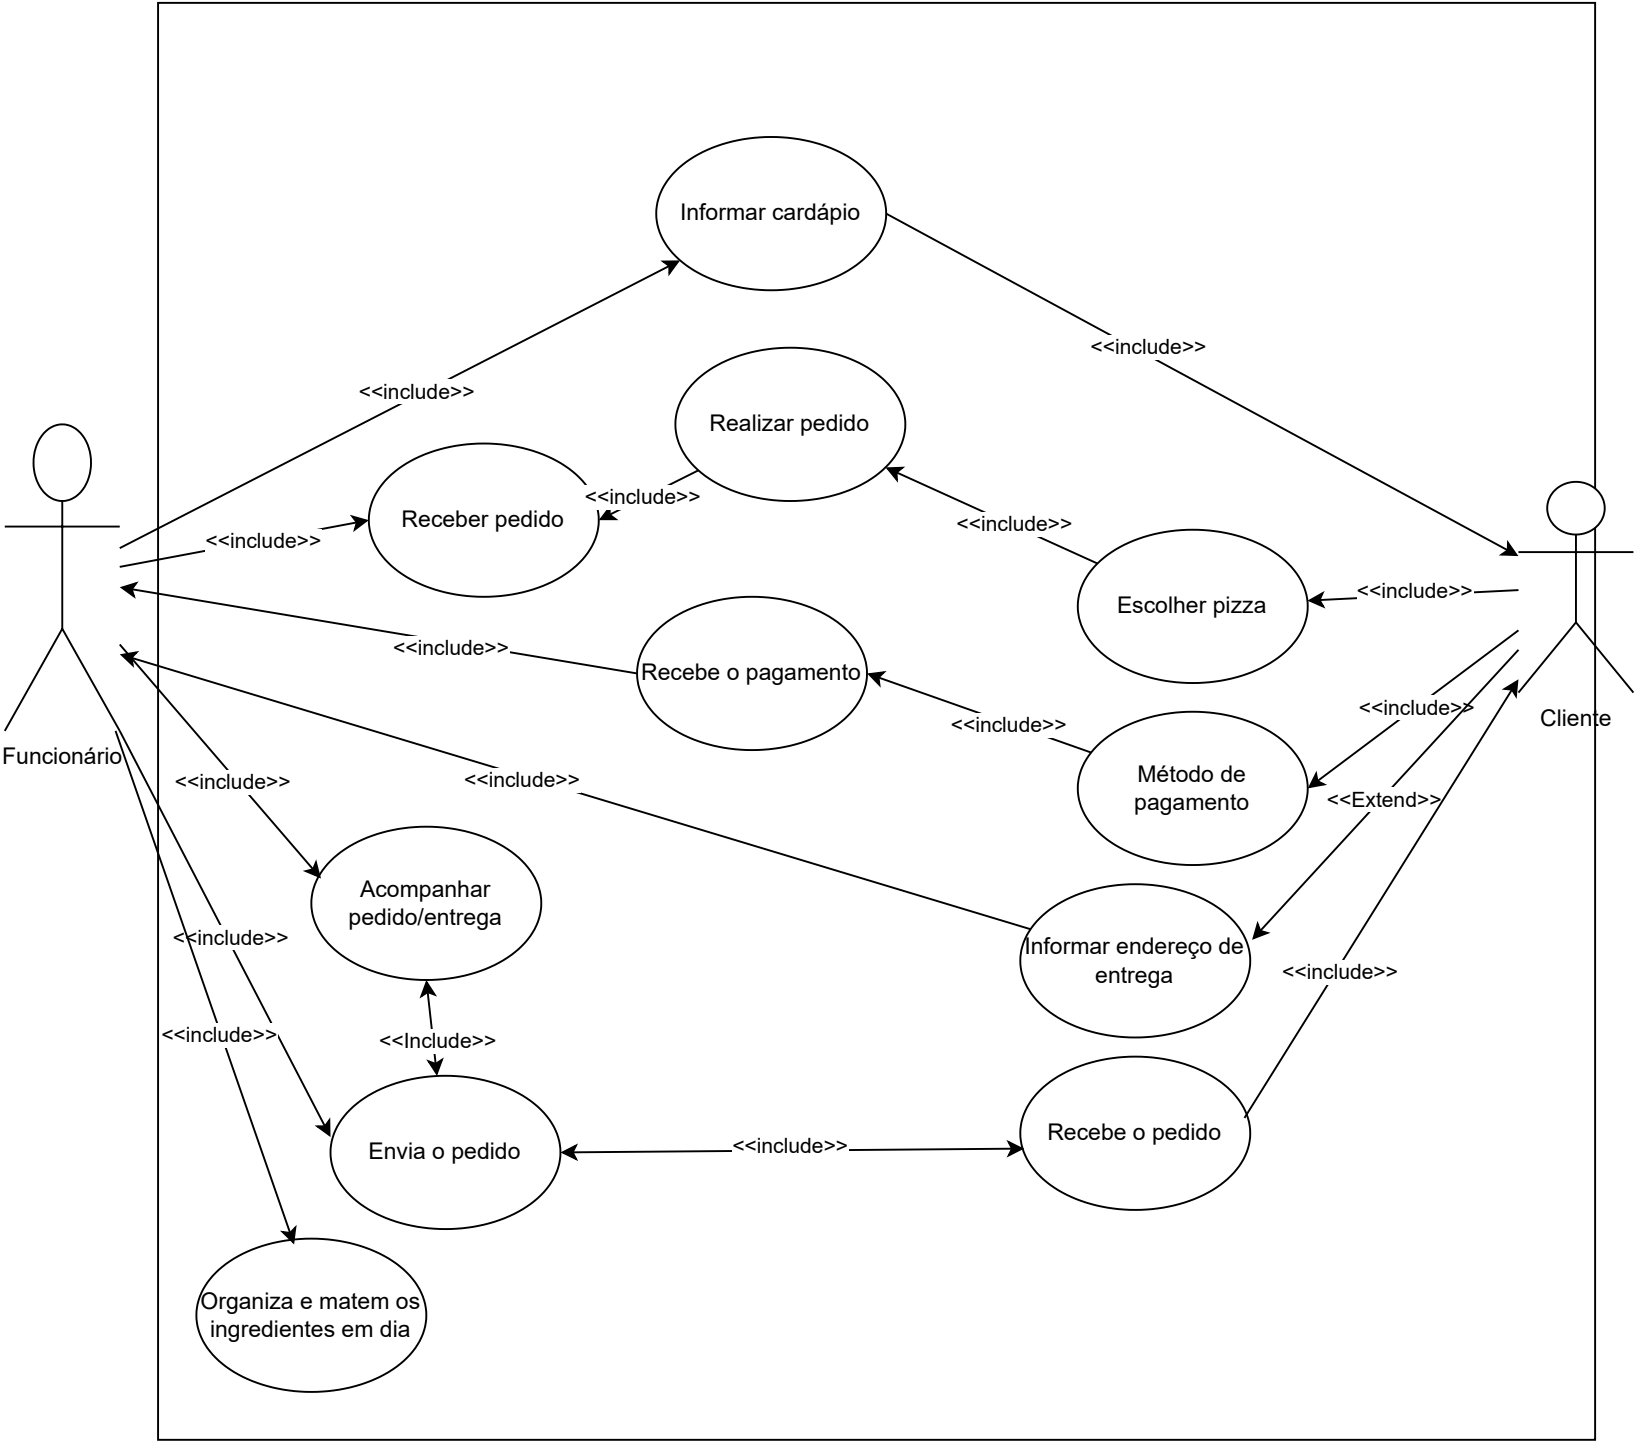 Informar cardápio
<<include>>
<<include>>
Realizar pedido
<<include>>
Receber pedido
<<include>>
<<include>>
<<include>>
Escolher pizza
<<include>>
Recebe o pagamento
<<include>>
<<include>>
Cliente
Funcionário
<<include>>
<<include>>
<<include>>
Método de
pagamento
<<Extend>>
Acompanhar
pedido/entrega
<<include>>
Informar endereço de
entrega
<<include>>
<<include>>
<<Include>>
Recebe o pedido
<<include>>
Envia o pedido
Organiza e matem os
ingredientes em dia